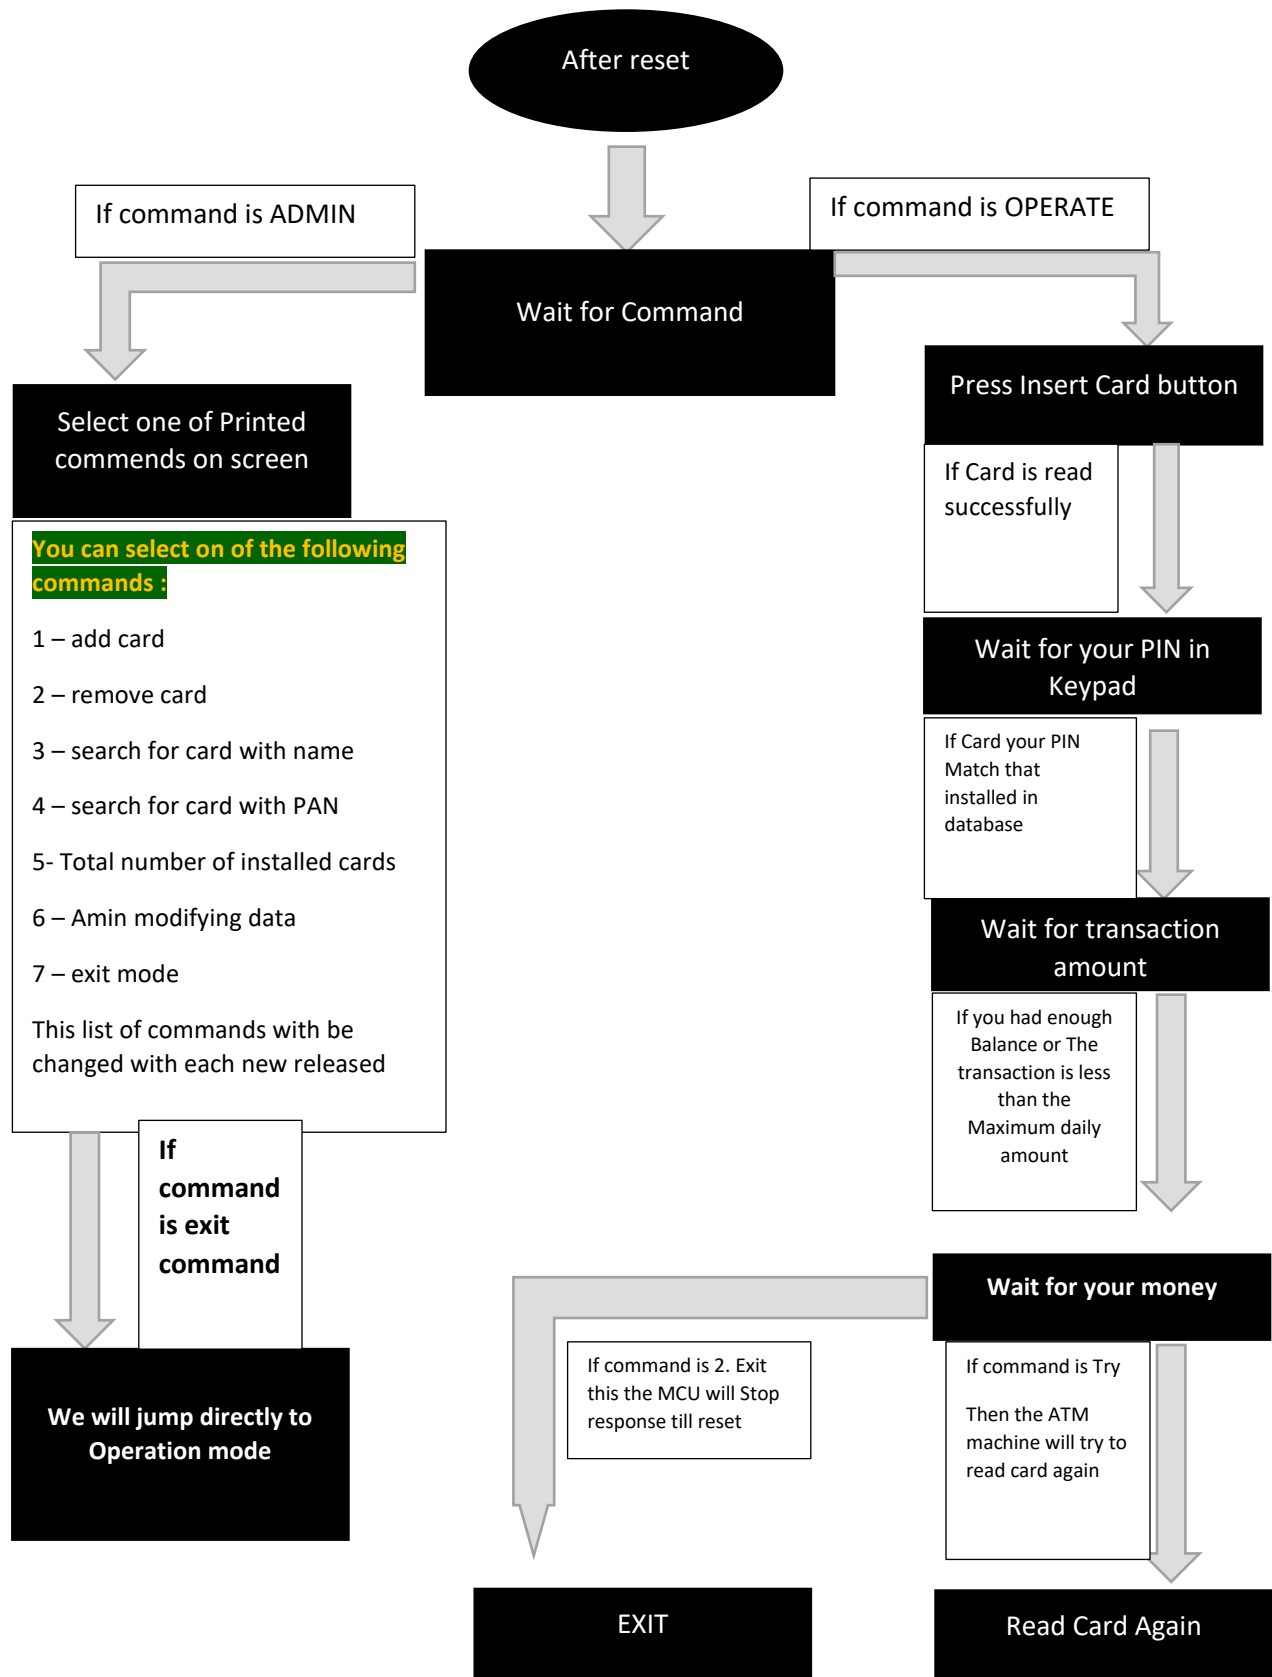 After reset
If command is ADMIN
If command is OPERATE
Wait for Command
Press Insert Card button
Select one of Printed
commends on screen
If Card is read
successfully
You can select on of the following
commands :
1 – add card
2 – remove card
3 – search for card with name
4 – search for card with PAN
5- Total number of installed cards
6 – Amin modifying data
7 – exit mode
This list of commands with be
changed with each new released
Wait for your PIN in
Keypad
If Card your PIN
Match that
installed in
database
Wait for transaction
amount
If you had enough
Balance or The
transaction is less
than the
Maximum daily
amount
If
command
is exit
command
We will jump directly to
Operation mode
Wait for your money
If command is 2. Exit
this the MCU will Stop
response till reset
If command is Try
Then the ATM
machine will try to
read card again
EXIT
Read Card Again